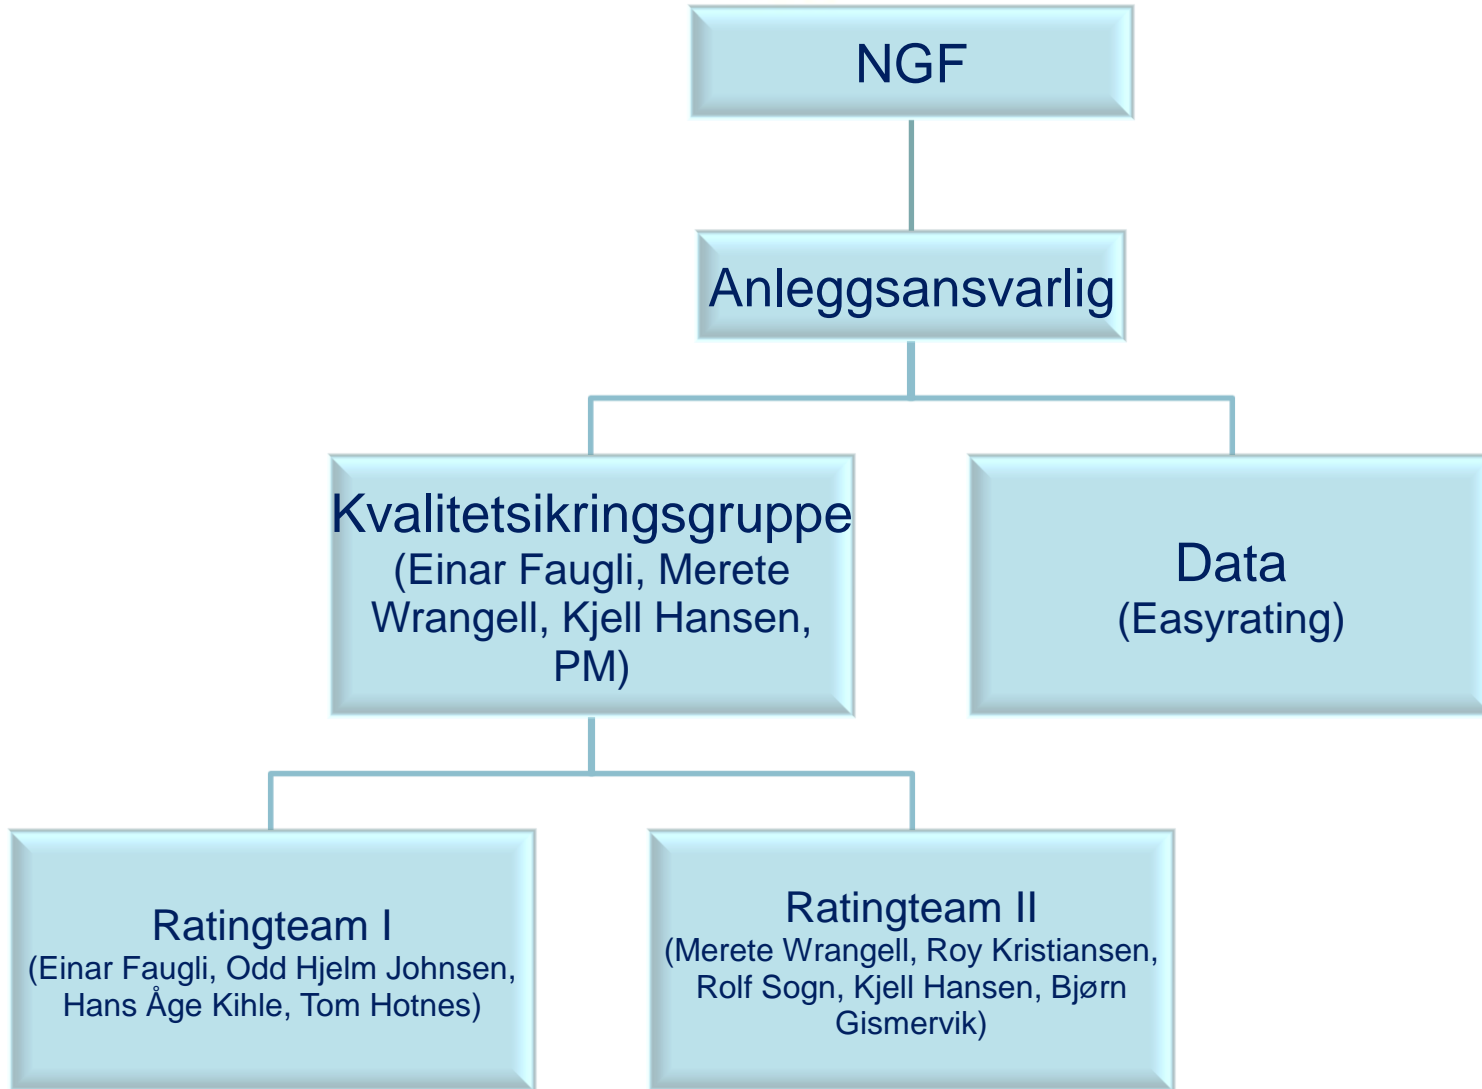 NGF
Anleggsansvarlig
Kvalitetsikringsgruppe
(Einar Faugli, Merete
Wrangell, Kjell Hansen,
PM)
Data
(Easyrating)
Ratingteam I
(Einar Faugli, Odd Hjelm Johnsen,
Hans Åge Kihle, Tom Hotnes)
Ratingteam II
(Merete Wrangell, Roy Kristiansen,
Rolf Sogn, Kjell Hansen, Bjørn
Gismervik)